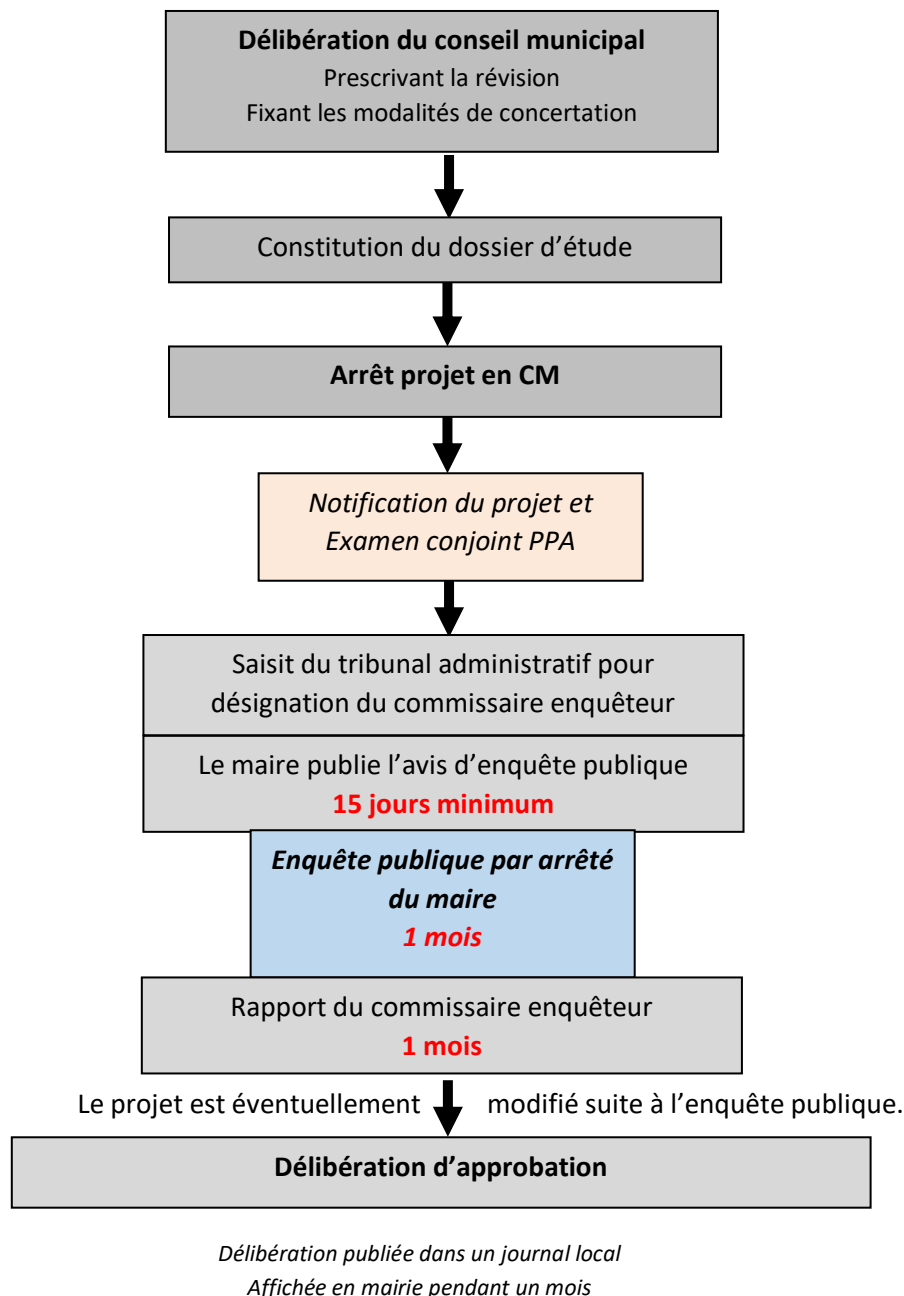 Délibération du conseil municipal
Prescrivant la révision
Fixant les modalités de concertation
Constitution du dossier d’étude
Arrêt projet en CM
Notification du projet et
Examen conjoint PPA
Saisit du tribunal administratif pour
désignation du commissaire enquêteur
Le maire publie l’avis d’enquête publique
15 jours minimum
Enquête publique par arrêté
du maire
1 mois
Rapport du commissaire enquêteur
1 mois
Le projet est éventuellement modifié suite à l’enquête publique.
Délibération d’approbation
Délibération publiée dans un journal local
Affichée en mairie pendant un mois